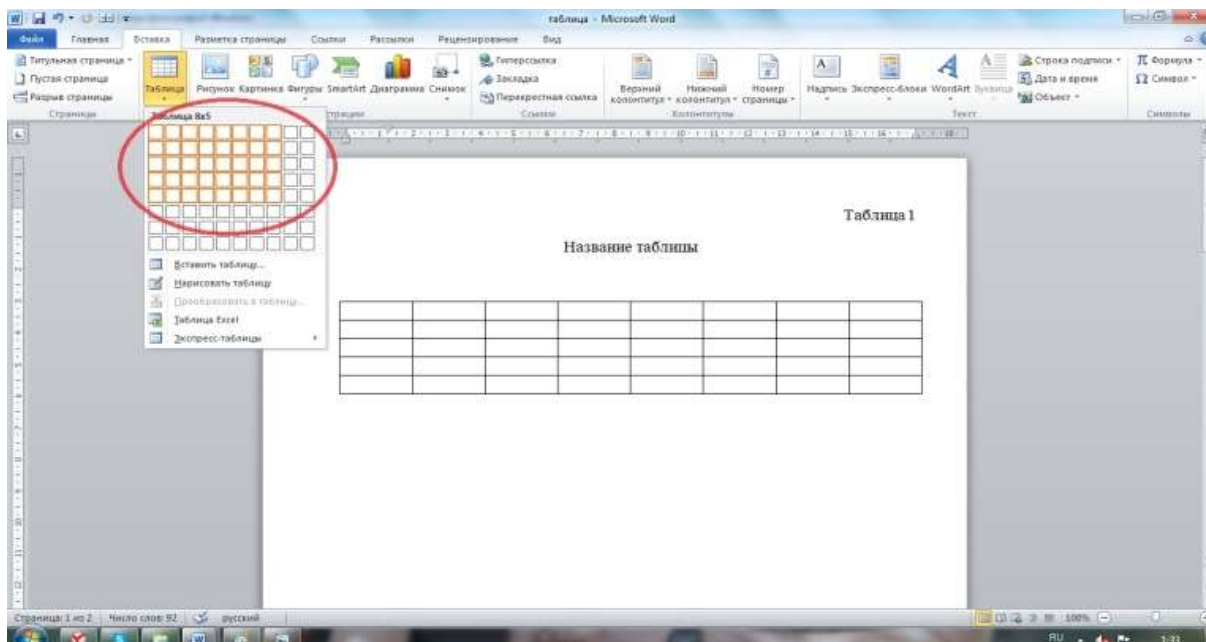 таблица - Microsoft Word
Файл Главная Вставка Разметка страницы Ссылки Рассылки Рецензирование Вид
Титульная страница
Пустая страница
Разрыв страницы
Страницы
Таблица
Рисунок Картинка Фигуры SmartArt Диаграмма Снимок
Гиперссылка
Закладка
Перекрестная ссылка
Ссылки
Верхний колонтитул
Нижний колонтитул
Номер страницы
Колонтитулы
Надпись Экспресс-блоки WordArt Буквица
Строка подписи
Дата и время
Объект
Текст
Формула
Символ
Символы
Таблица 8x5
Вставить таблицу...
Нарисовать таблицу
Преобразовать в таблицу...
Таблица Excel
Экспресс-таблицы
Таблица 1
Название таблицы
Страница: 1 из 2 Число слов: 92 русский
100%
RU 1:33